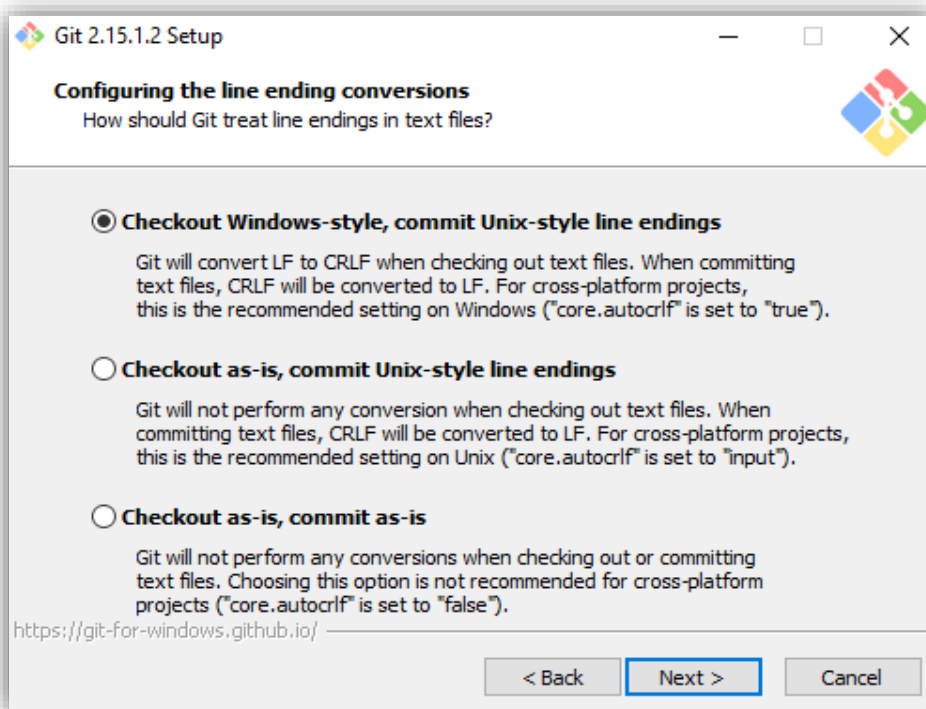 Git 2.15.1.2 Setup
Configuring the line ending conversions
How should Git treat line endings in text files?
Checkout Windows-style, commit Unix-style line endings
Git will convert LF to CRLF when checking out text files. When committing
text files, CRLF will be converted to LF. For cross-platform projects,
this is the recommended setting on Windows ("core.autocrlf" is set to "true").
Checkout as-is, commit Unix-style line endings
Git will not perform any conversion when checking out text files. When
committing text files, CRLF will be converted to LF. For cross-platform projects,
this is the recommended setting on Unix ("core.autocrlf" is set to "input").
Checkout as-is, commit as-is
Git will not perform any conversions when checking out or committing
text files. Choosing this option is not recommended for cross-platform
projects ("core.autocrlf" is set to "false").
https://git-for-windows.github.io/
< Back Next > Cancel